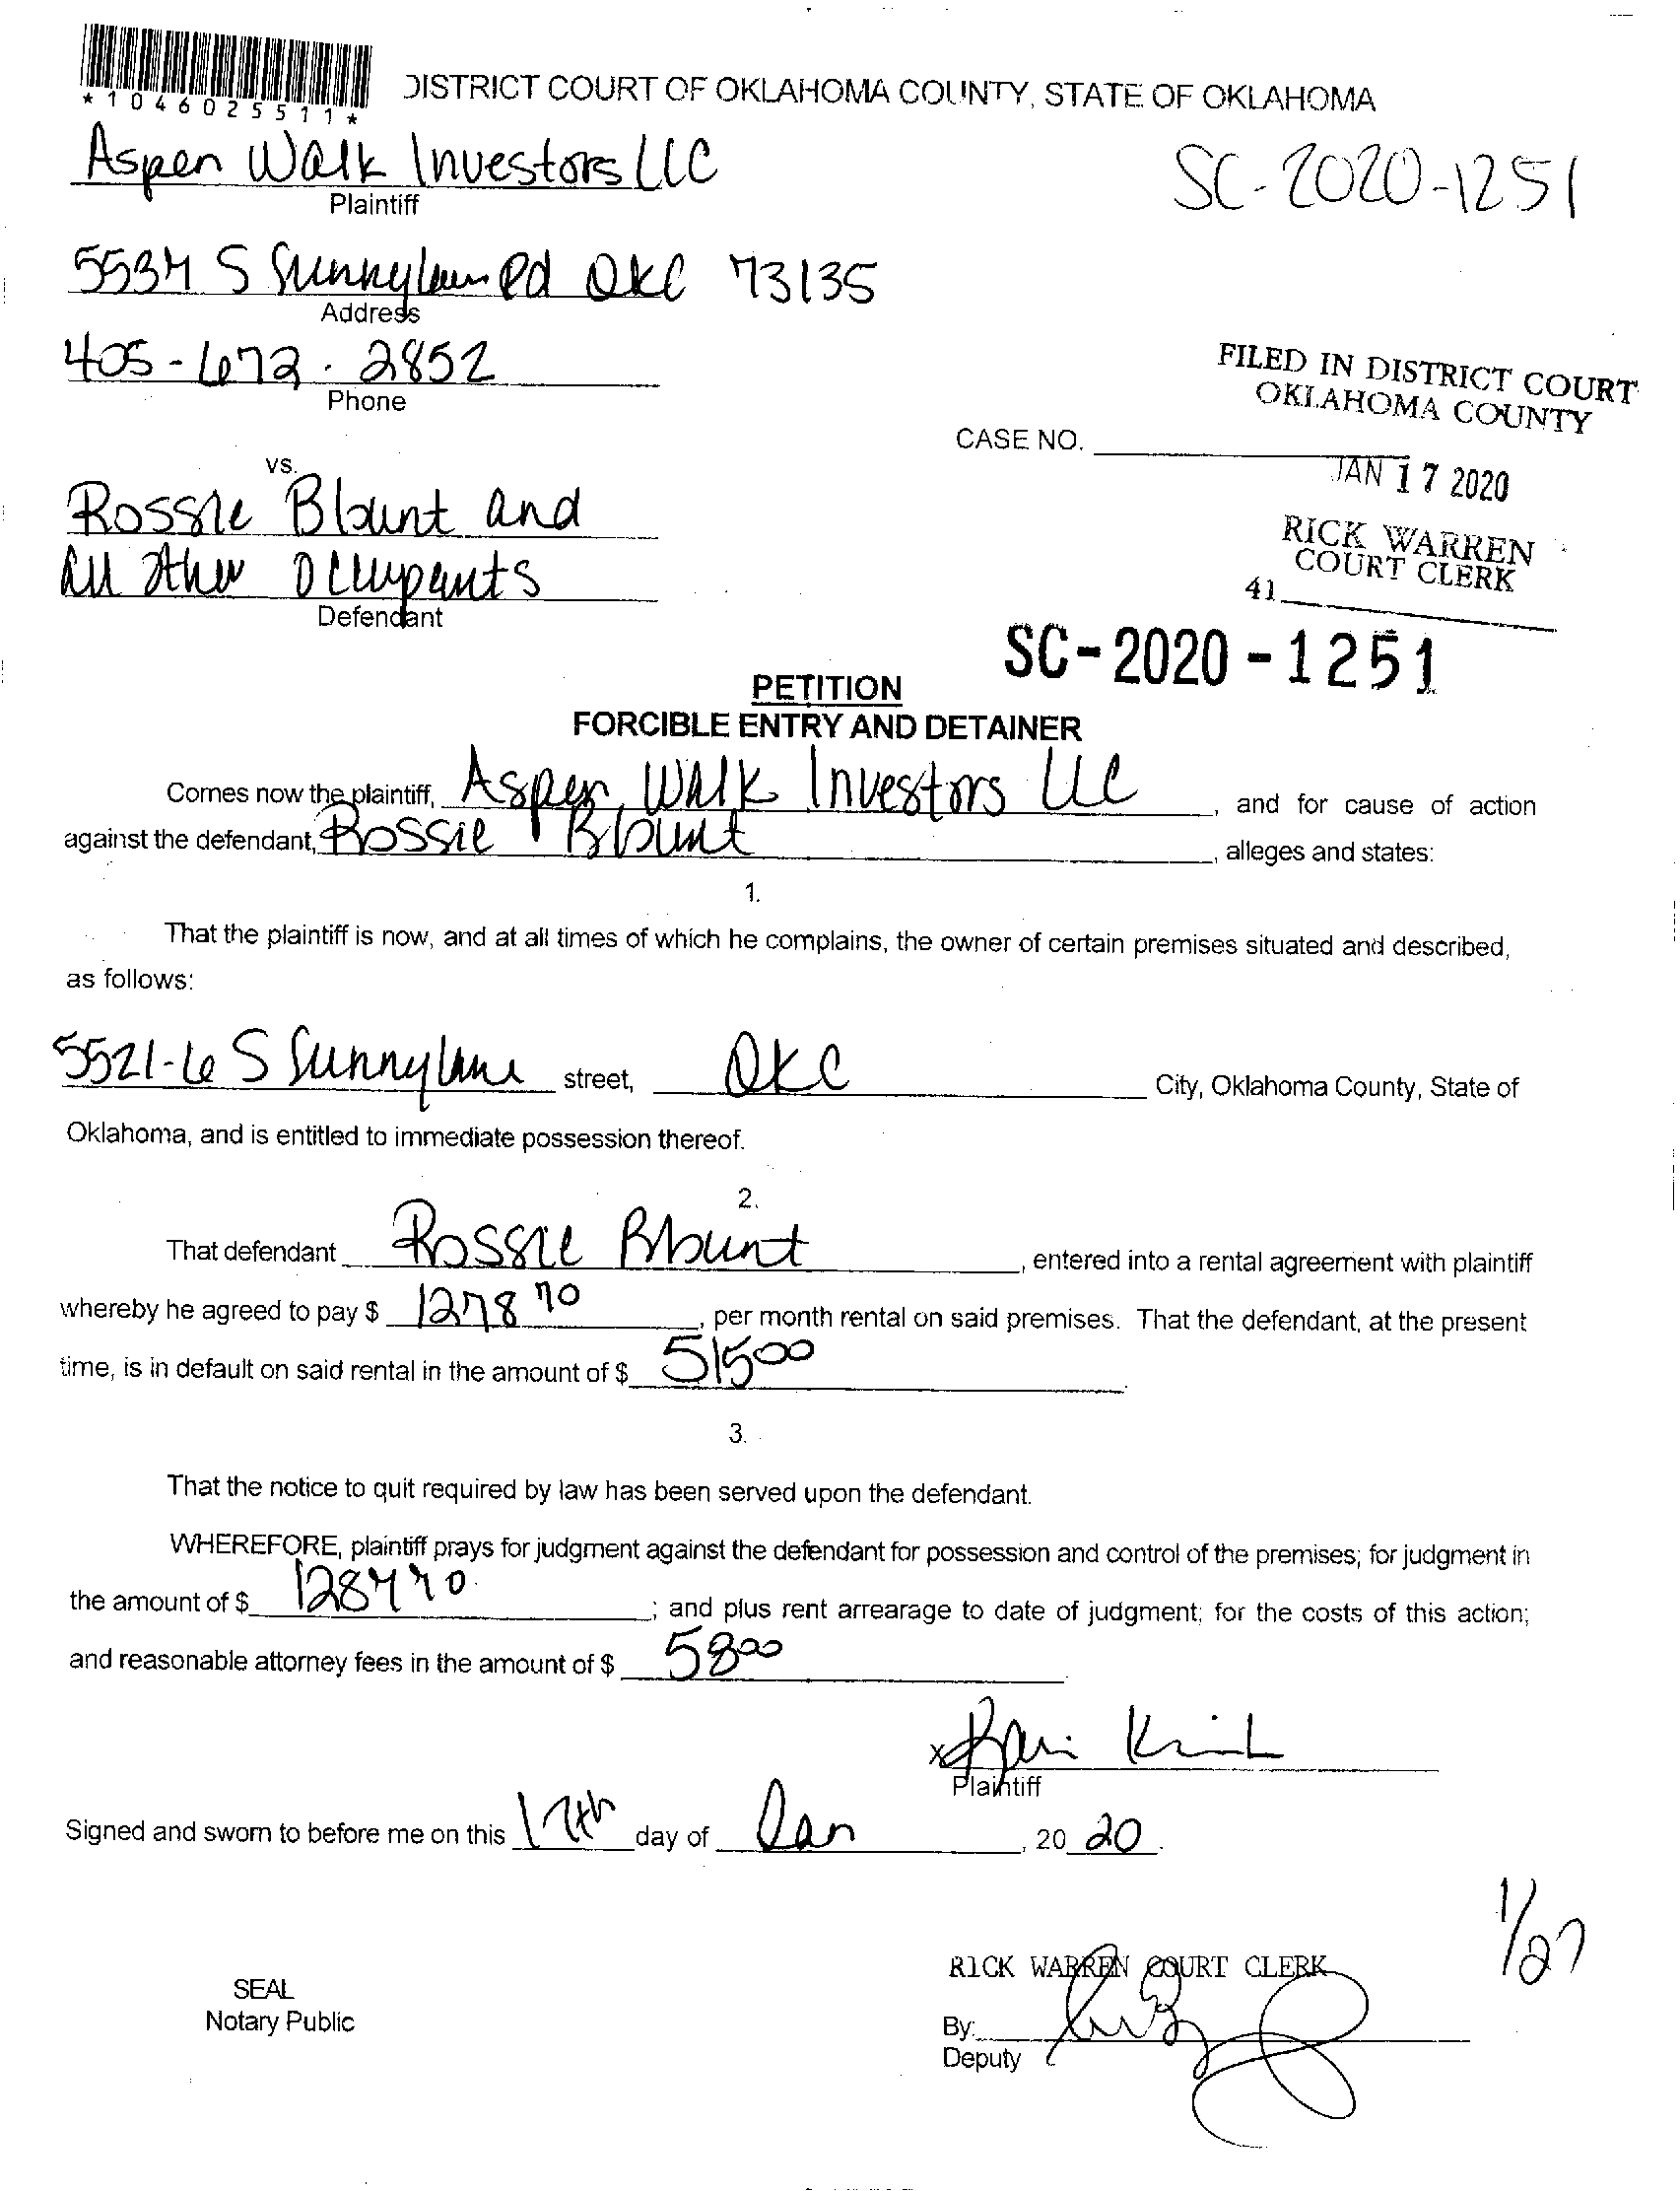 *1046025511*
DISTRICT COURT OF OKLAHOMA COUNTY, STATE OF OKLAHOMA
Aspen Walk Investors LLC
Plaintiff
SC-2020-1251
5534 S Sunnylane Rd OKC 73135
Address
405-672-2852
Phone
FILED IN DISTRICT COURT
OKLAHOMA COUNTY
CASE NO.
JAN 17 2020
vs.
Rossie Blount and
All Other Occupants
Defendant
RICK WARREN
COURT CLERK
41
SC-2020-1251
PETITION
FORCIBLE ENTRY AND DETAINER
Comes now the plaintiff, Aspen Walk Investors LLC, and for cause of action
against the defendant, Rossie Blount, alleges and states:
1.
That the plaintiff is now, and at all times of which he complains, the owner of certain premises situated and described,
as follows:
5521-6 S Sunnylane street, OKC City, Oklahoma County, State of
Oklahoma, and is entitled to immediate possession thereof.
2.
That defendant Rossie Blount, entered into a rental agreement with plaintiff
whereby he agreed to pay $ 1278 70, per month rental on said premises. That the defendant, at the present
time, is in default on said rental in the amount of $ 515 00.
3.
That the notice to quit required by law has been served upon the defendant.
WHEREFORE, plaintiff prays for judgment against the defendant for possession and control of the premises; for judgment in
the amount of $ ; and plus rent arrearage to date of judgment; for the costs of this action;
and reasonable attorney fees in the amount of $ 58 00
x
Plaintiff
Signed and sworn to before me on this 17th day of Jan, 20 20.
1/27
RICK WARREN COURT CLERK
SEAL
Notary Public
By:
Deputy